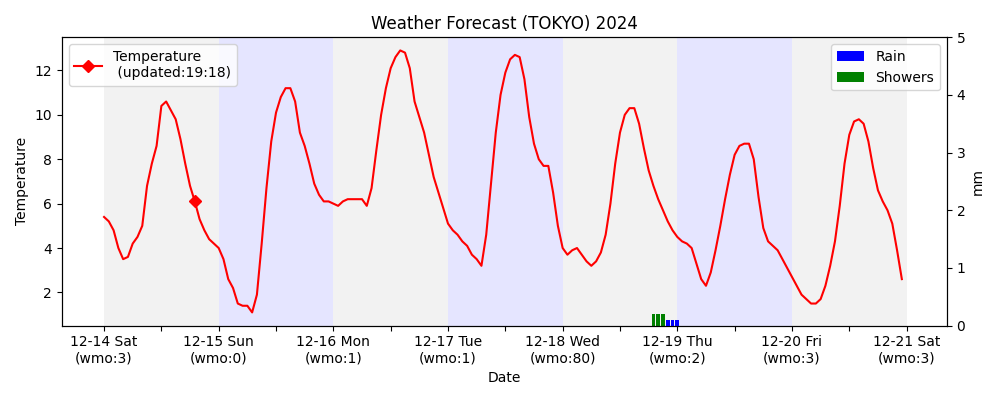 Weather Forecast (TOKYO) 2024
Temperature
(updated:19:18)
Rain
Showers
12
10
8
6
4
2
Temperature
5
4
3
2
1
0
mm
12-14 Sat
(wmo:3)
12-15 Sun
(wmo:0)
12-16 Mon
(wmo:1)
12-17 Tue
(wmo:1)
12-18 Wed
(wmo:80)
12-19 Thu
(wmo:2)
12-20 Fri
(wmo:3)
12-21 Sat
(wmo:3)
Date